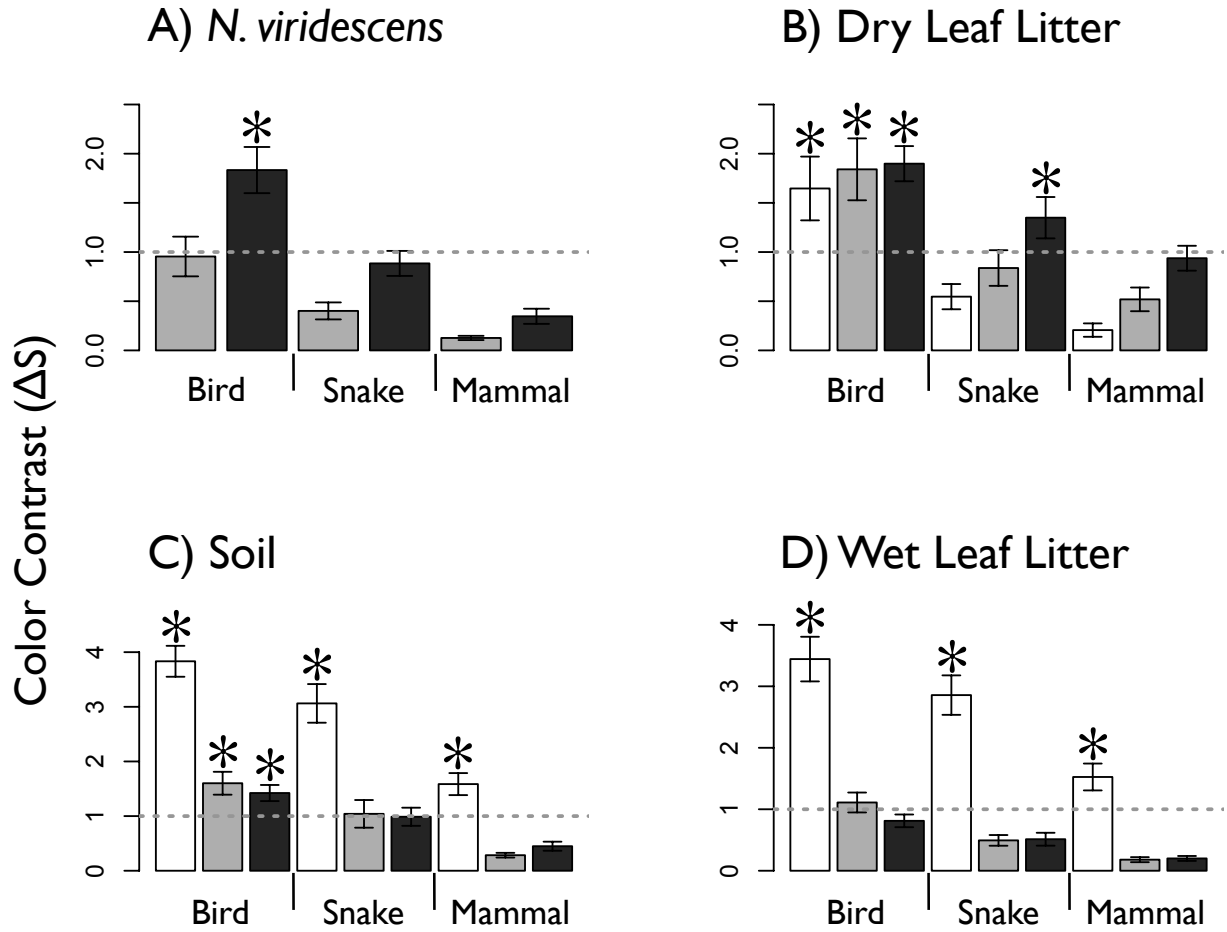 Color Contrast (ΔS)
A) N. viridescens
2.0
1.0
0.0
*
Bird Snake Mammal
B) Dry Leaf Litter
2.0
1.0
0.0
* * * *
Bird Snake Mammal
C) Soil
4
3
2
1
0
* * * * *
Bird Snake Mammal
D) Wet Leaf Litter
4
3
2
1
0
* * *
Bird Snake Mammal